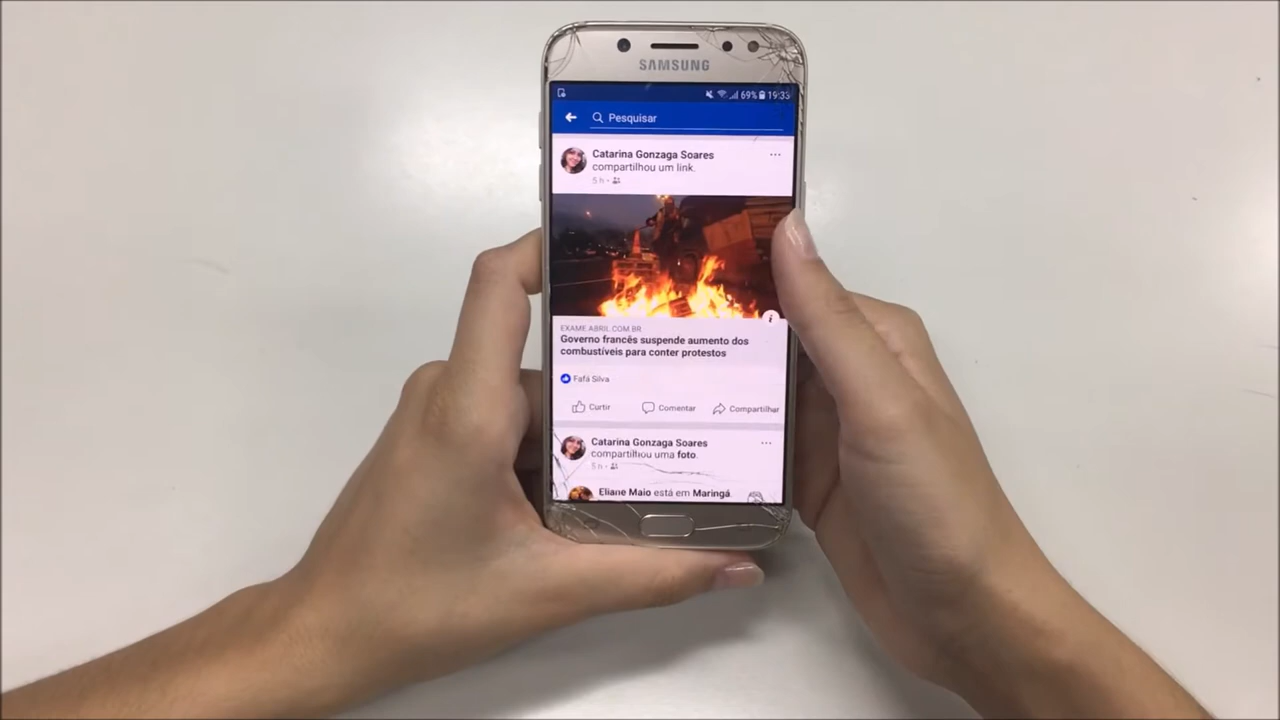 SAMSUNG
69% 19:33
Pesquisar
Catarina Gonzaga Soares
compartilhou um link.
5 h
EXAME.ABRIL.COM.BR
Governo francês suspende aumento dos
combustíveis para conter protestos
Fafá Silva
Curtir Comentar Compartilhar
Catarina Gonzaga Soares
compartilhou uma foto.
5 h
Eliane Maio está em Maringá.